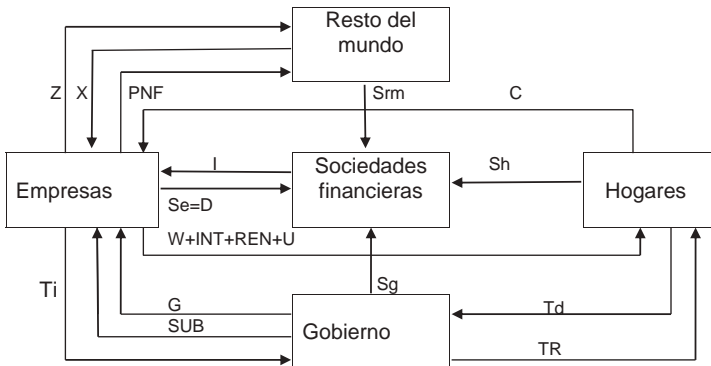 Resto del
mundo
Z X PNF
Srm
C
Empresas
I
Sociedades
financieras
Sh
Hogares
Se=D
W+INT+REN+U
Ti
Sg
G
SUB
Gobierno
Td
TR